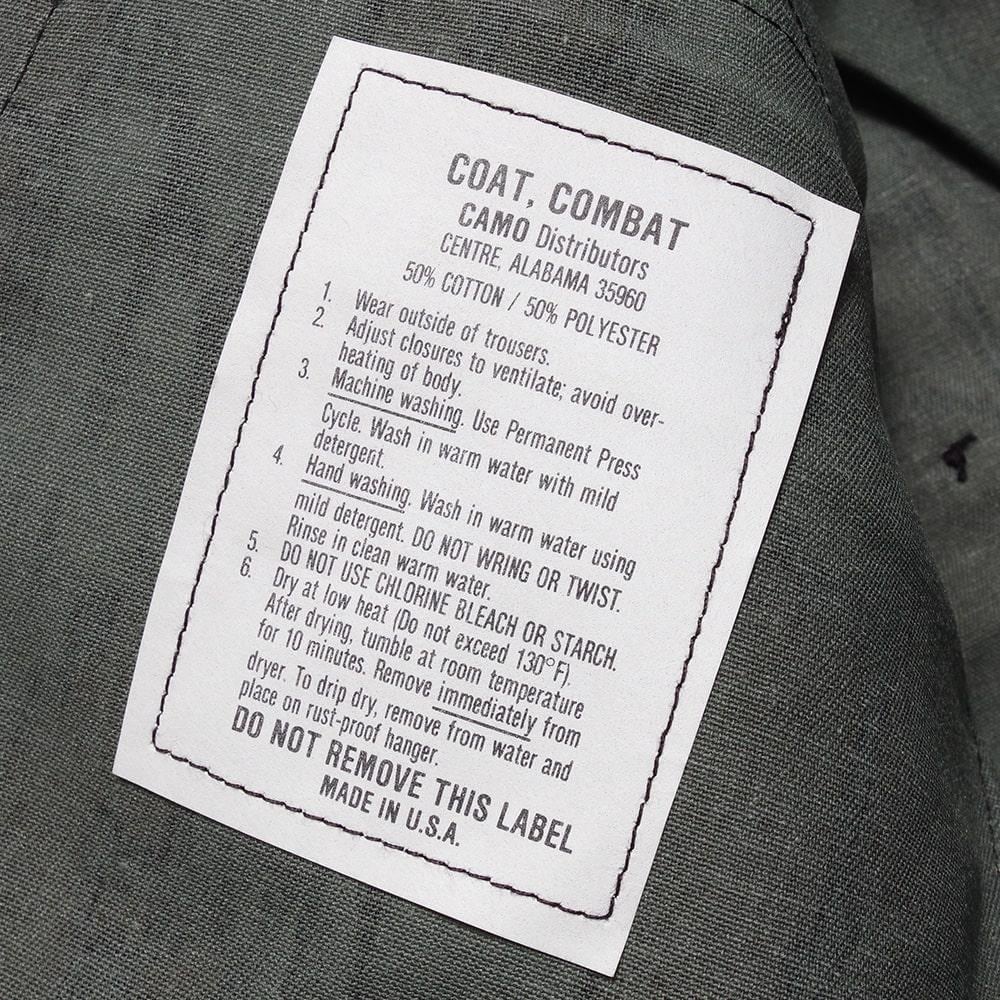 COAT, COMBAT
CAMO Distributors
CENTRE, ALABAMA 35960
50% COTTON / 50% POLYESTER
1. Wear outside of trousers.
2. Adjust closures to ventilate; avoid over-
heating of body.
3. Machine washing. Use Permanent Press
Cycle. Wash in warm water with mild
detergent.
4. Hand washing. Wash in warm water using
mild detergent. DO NOT WRING OR TWIST.
Rinse in clean warm water.
5. DO NOT USE CHLORINE BLEACH OR STARCH.
6. Dry at low heat (Do not exceed 130°F).
After drying, tumble at room temperature
for 10 minutes. Remove immediately from
dryer. To drip dry, remove from water and
place on rust-proof hanger.
DO NOT REMOVE THIS LABEL
MADE IN U.S.A.